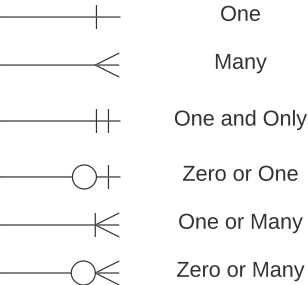 One
Many
One and Only
Zero or One
One or Many
Zero or Many